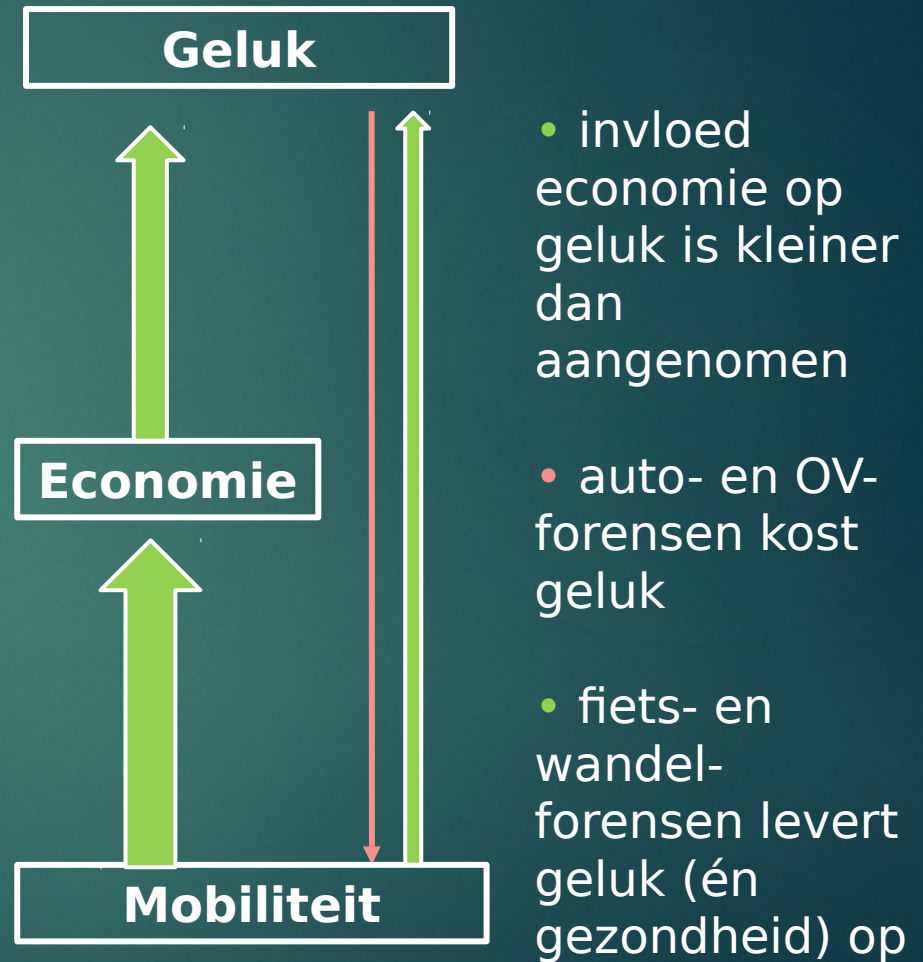 Geluk
Economie
Mobiliteit
• invloed
economie op
geluk is kleiner
dan
aangenomen
• auto- en OV-
forensen kost
geluk
• fiets- en
wandel-
forensen levert
geluk (én
gezondheid) op